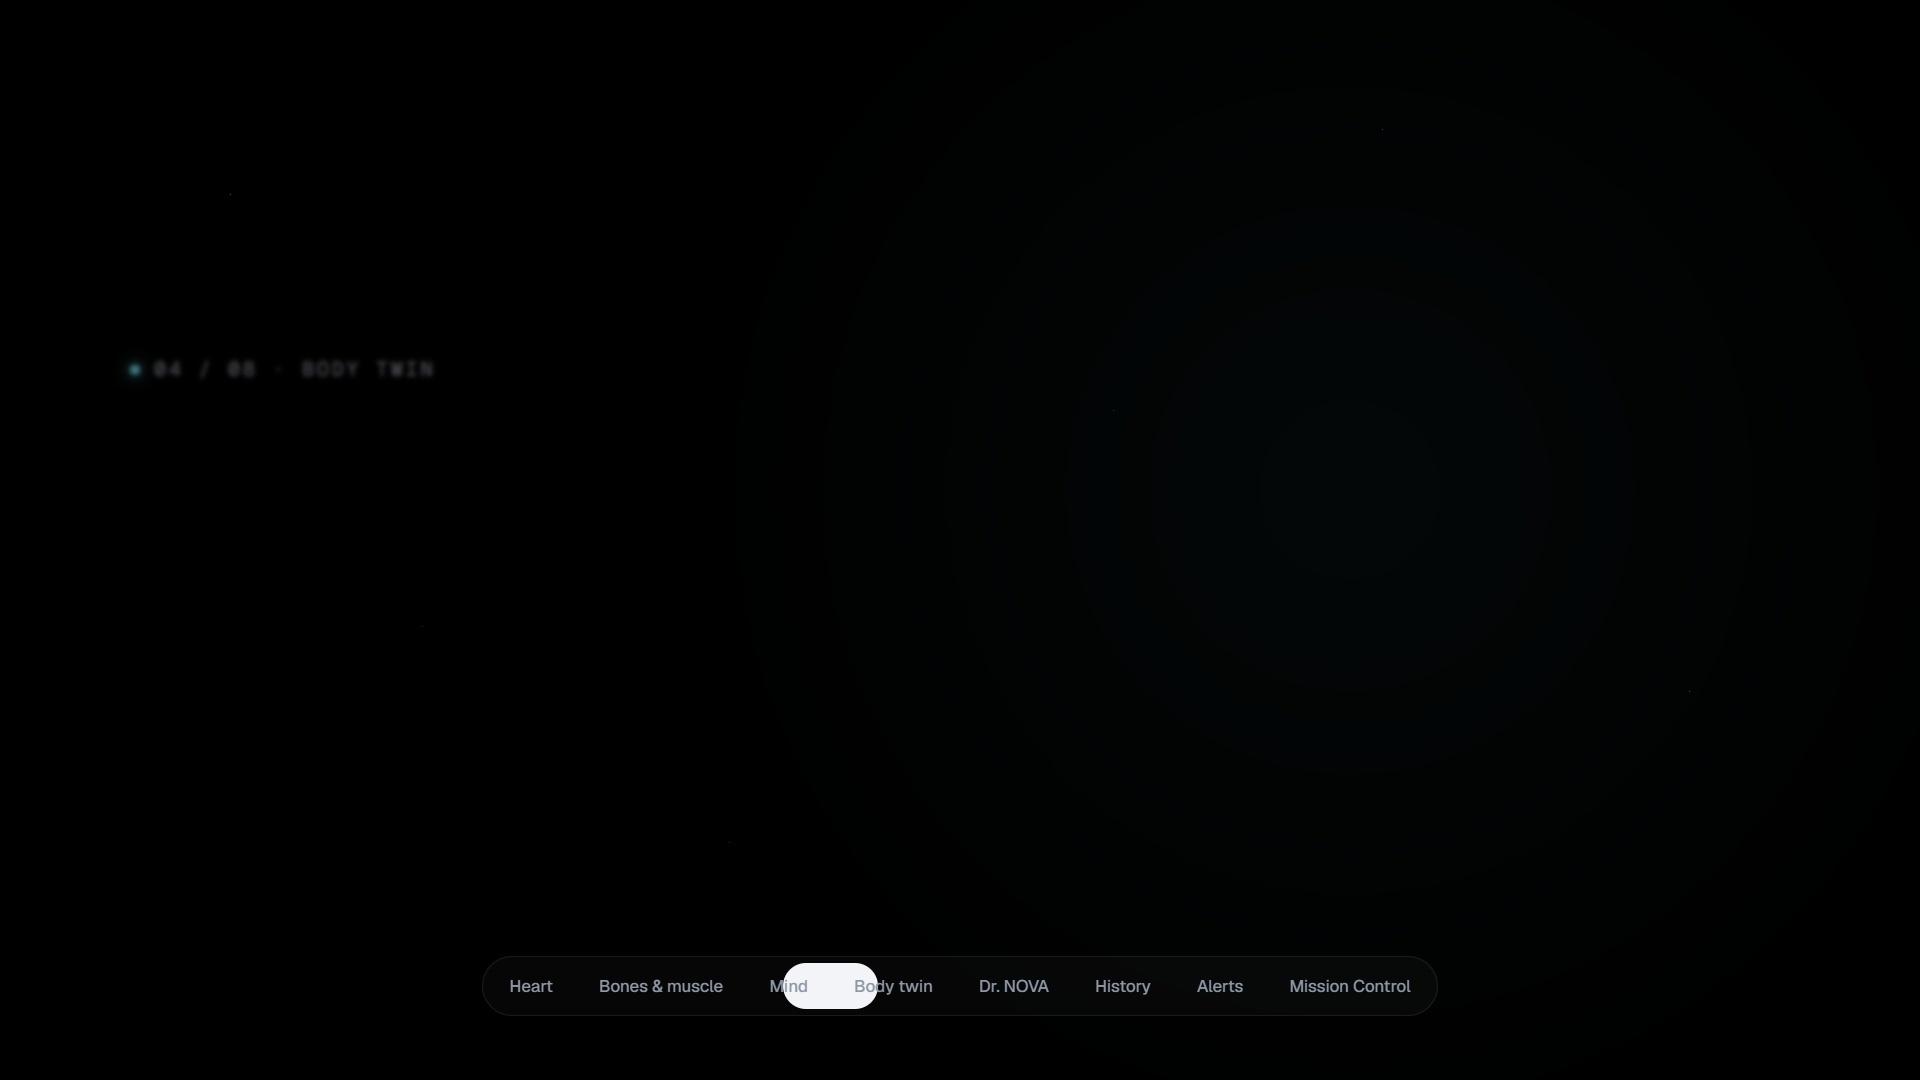 04 / 08 · BODY TWIN
Heart Bones & muscle Mind Body twin Dr. NOVA History Alerts Mission Control